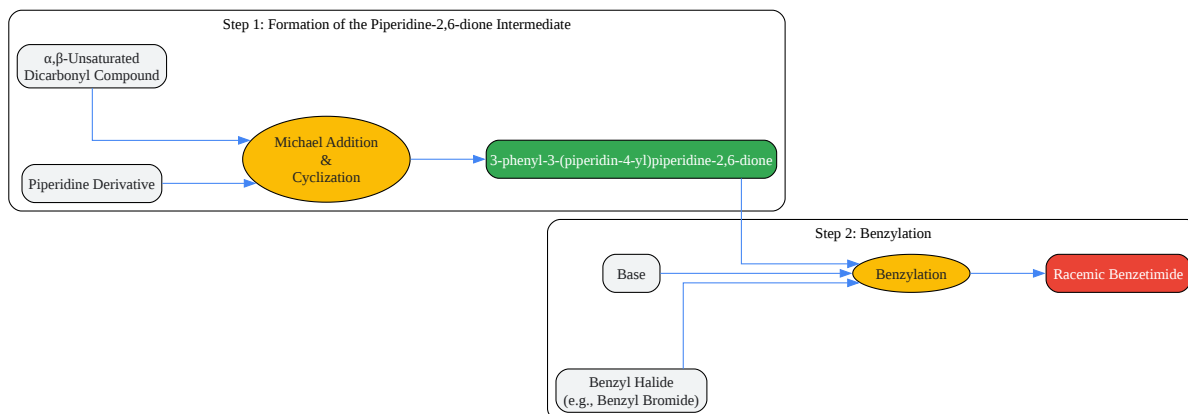 Step 1: Formation of the Piperidine-2,6-dione Intermediate
α,β-Unsaturated
Dicarbonyl Compound
Michael Addition
&
Cyclization
3-phenyl-3-(piperidin-4-yl)piperidine-2,6-dione
Piperidine Derivative
Step 2: Benzylation
Base
Benzylation
Racemic Benzetimide
Benzyl Halide
(e.g., Benzyl Bromide)